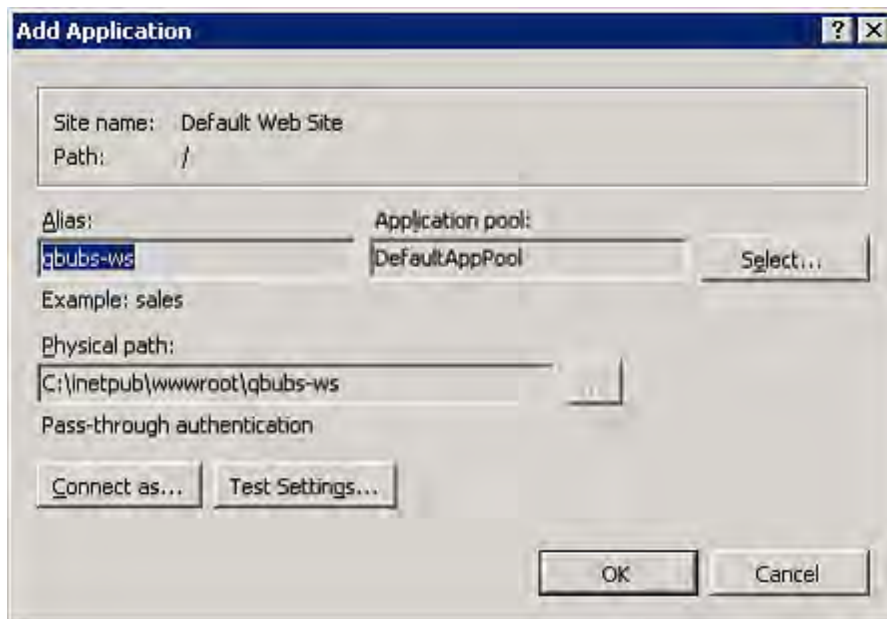 Add Application
Site name: Default Web Site
Path: /
Alias: Application pool:
qbubs-ws DefaultAppPool Select...
Example: sales
Physical path:
C:\inetpub\wwwroot\qbubs-ws ...
Pass-through authentication
Connect as... Test Settings...
OK Cancel